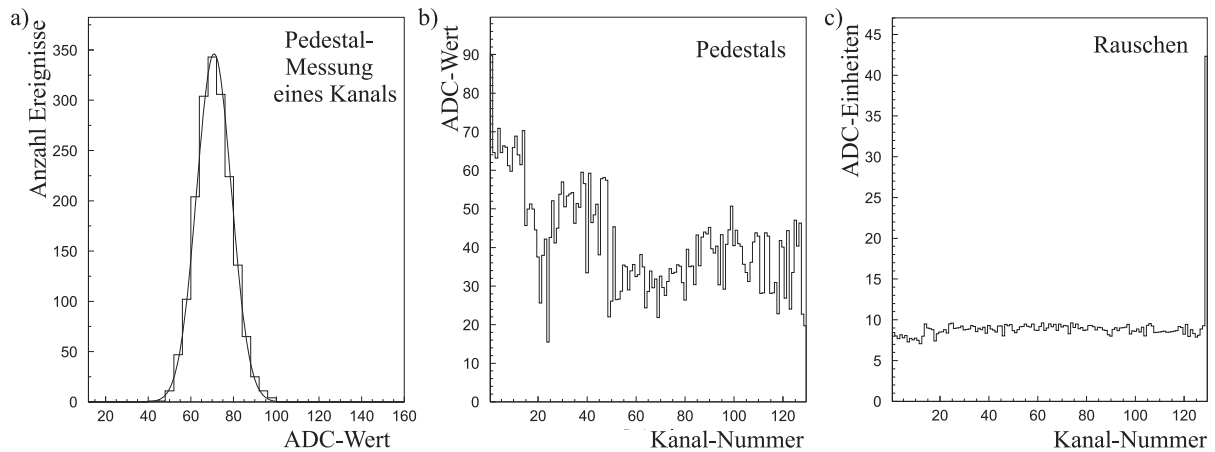 a)
Anzahl Ereignisse
350
300
250
200
150
100
50
0
Pedestal-
Messung
eines Kanals
20 40 60 80 100 120 140 160
ADC-Wert
b)
ADC-Wert
90
80
70
60
50
40
30
20
10
0
Pedestals
20 40 60 80 100 120
Kanal-Nummer
c)
ADC-Einheiten
45
40
35
30
25
20
15
10
5
0
Rauschen
20 40 60 80 100 120
Kanal-Nummer